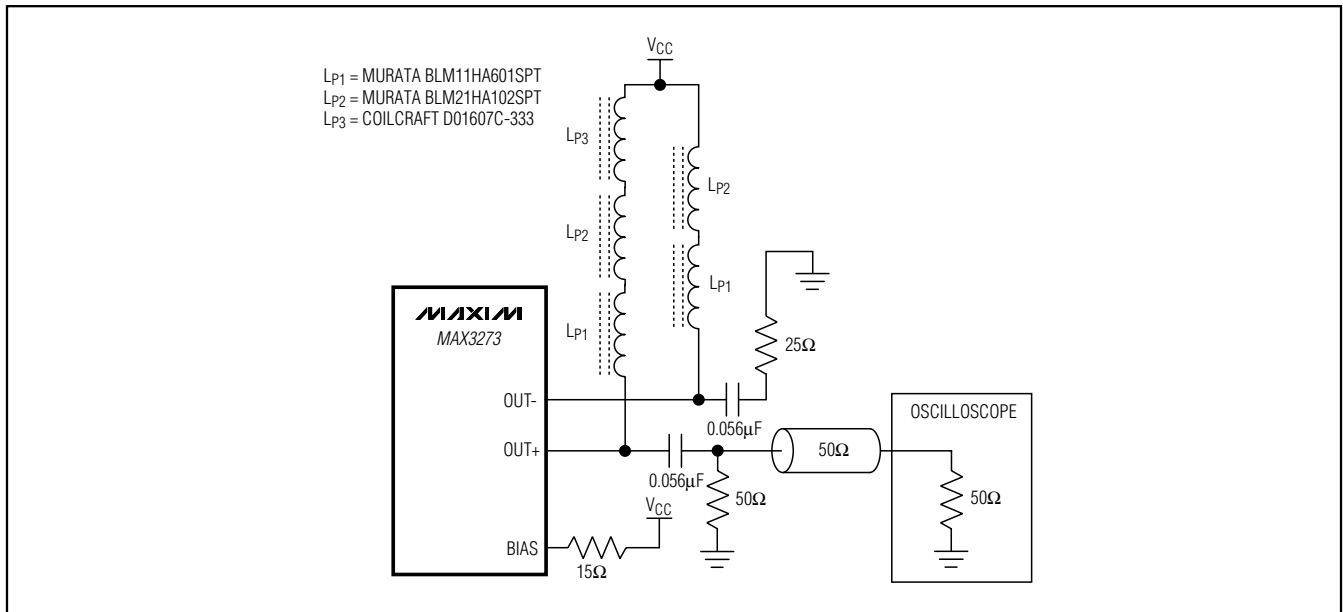 VCC
LP1 = MURATA BLM11HA601SPT
LP2 = MURATA BLM21HA102SPT
LP3 = COILCRAFT D01607C-333
LP3
LP2
LP2
LP1
LP1
MAXIM
MAX3273
25Ω
OUT-
0.056µF
OSCILLOSCOPE
OUT+
50Ω
0.056µF
50Ω
50Ω
VCC
BIAS
15Ω